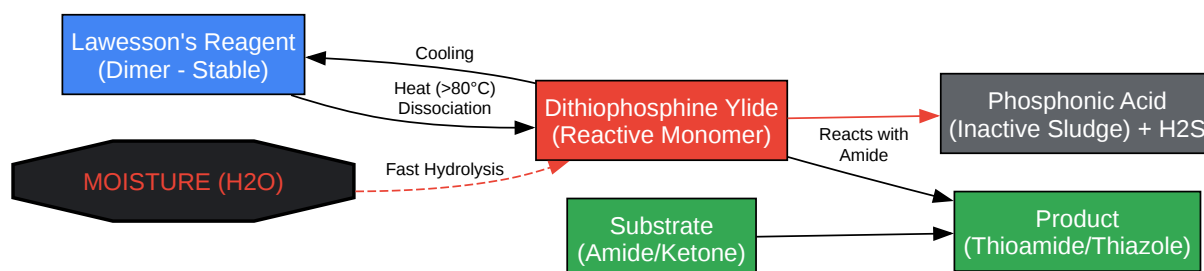 Lawesson's Reagent
(Dimer - Stable)
Cooling
Heat (>80°C)
Dissociation
Dithiophosphine Ylide
(Reactive Monomer)
Phosphonic Acid
(Inactive Sludge) + H2S
Reacts with
Amide
MOISTURE (H2O)
Fast Hydrolysis
Substrate
(Amide/Ketone)
Product
(Thioamide/Thiazole)